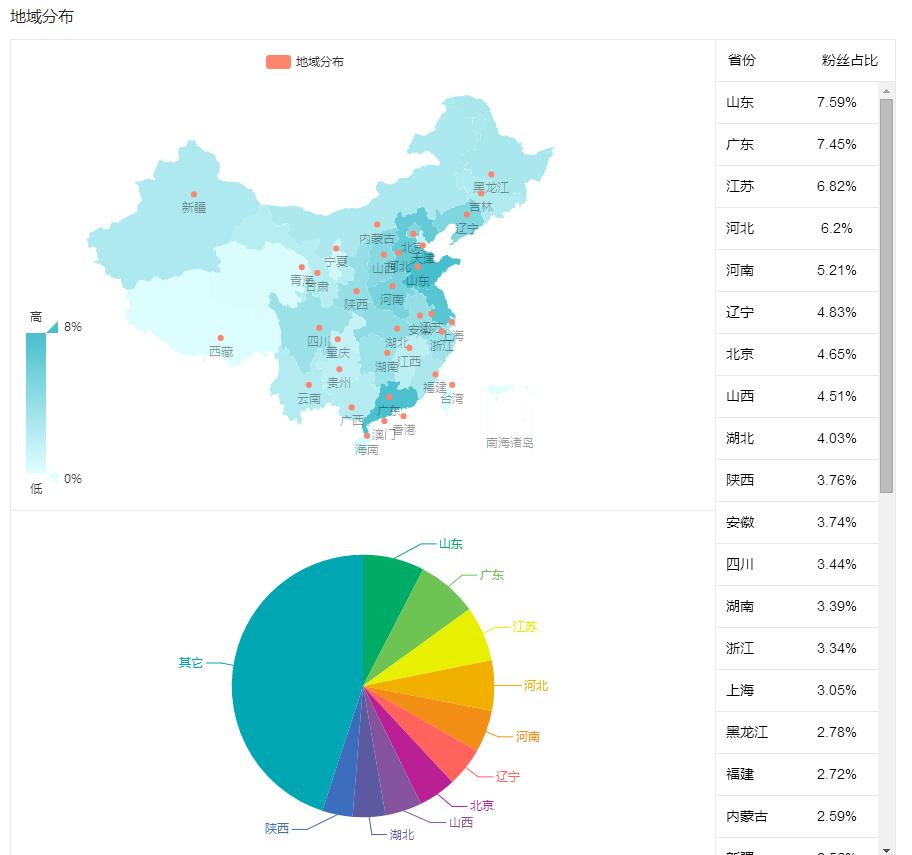 地域分布
地域分布
新疆
黑龙江
吉林
辽宁
内蒙古
北京
天津
宁夏
山西
河北
山东
青海
甘肃
陕西
河南
安徽
江苏
上海
西藏
四川
重庆
湖北
浙江
湖南
江西
贵州
福建
云南
台湾
广西
广东
澳门
香港
海南
南海诸岛
高
8%
0%
低
山东
广东
江苏
河北
河南
辽宁
北京
山西
湖北
陕西
其它
省份 粉丝占比
山东 7.59%
广东 7.45%
江苏 6.82%
河北 6.2%
河南 5.21%
辽宁 4.83%
北京 4.65%
山西 4.51%
湖北 4.03%
陕西 3.76%
安徽 3.74%
四川 3.44%
湖南 3.39%
浙江 3.34%
上海 3.05%
黑龙江 2.78%
福建 2.72%
内蒙古 2.59%